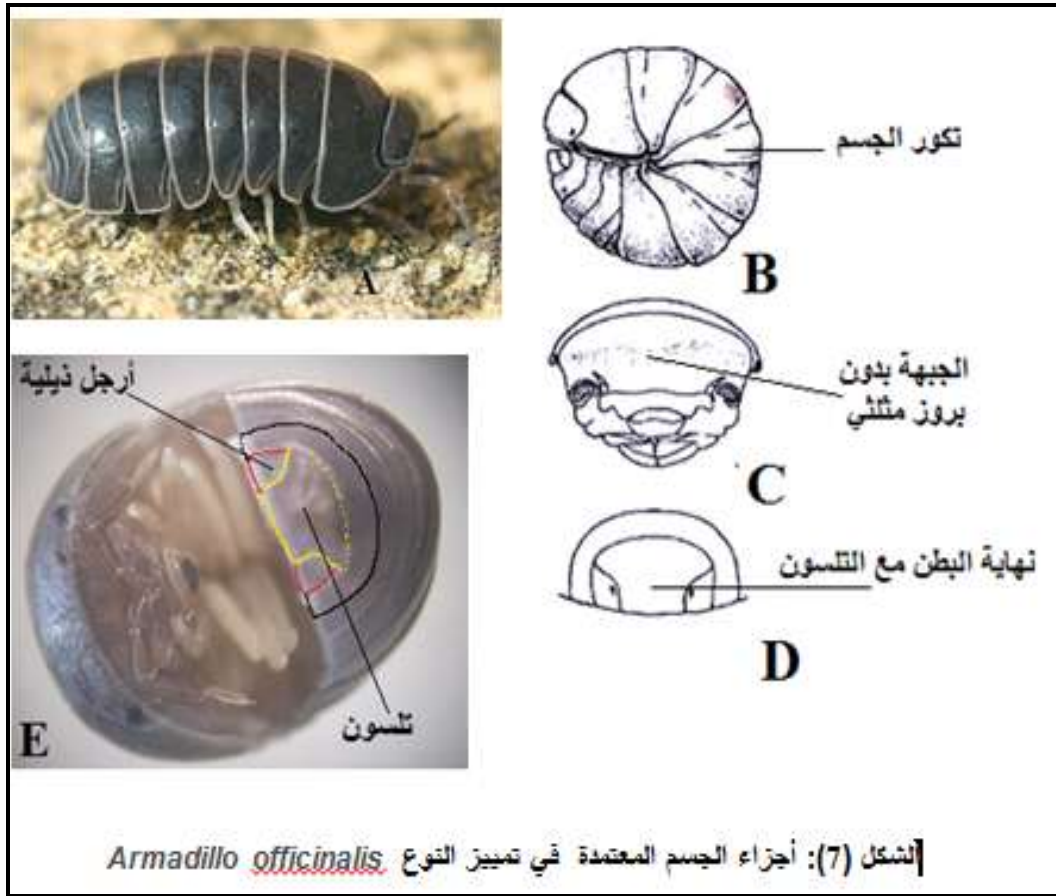 A
تكور الجسم
B
الجبهة بدون
بروز مثلثي
C
نهاية البطن مع التلسون
D
أرجل ذيلية
تلسون
E
الشكل (7): أجزاء الجسم المعتمدة في تمييز النوع Armadillo officinalis